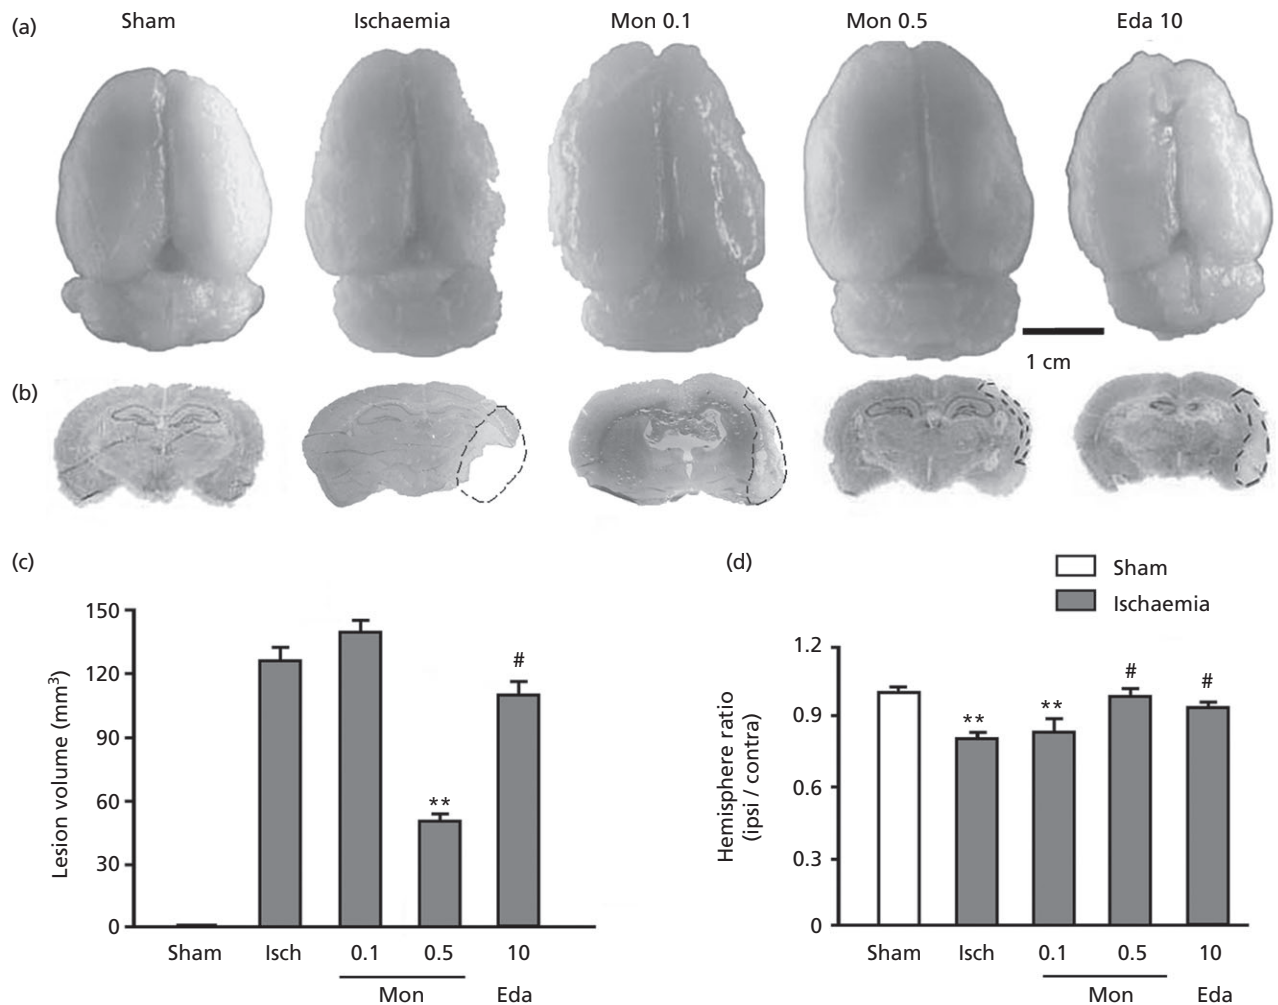 (a)
Sham Ischaemia Mon 0.1 Mon 0.5 Eda 10
1 cm
(b)
(c)
Lesion volume (mm³)
150
120
90
60
30
0
**
#
Sham Isch 0.1 0.5 10
Mon Eda
(d)
Sham
Ischaemia
Hemisphere ratio
(ipsi / contra)
1.2
0.9
0.6
0.3
0
** ** # #
Sham Isch 0.1 0.5 10
Mon Eda